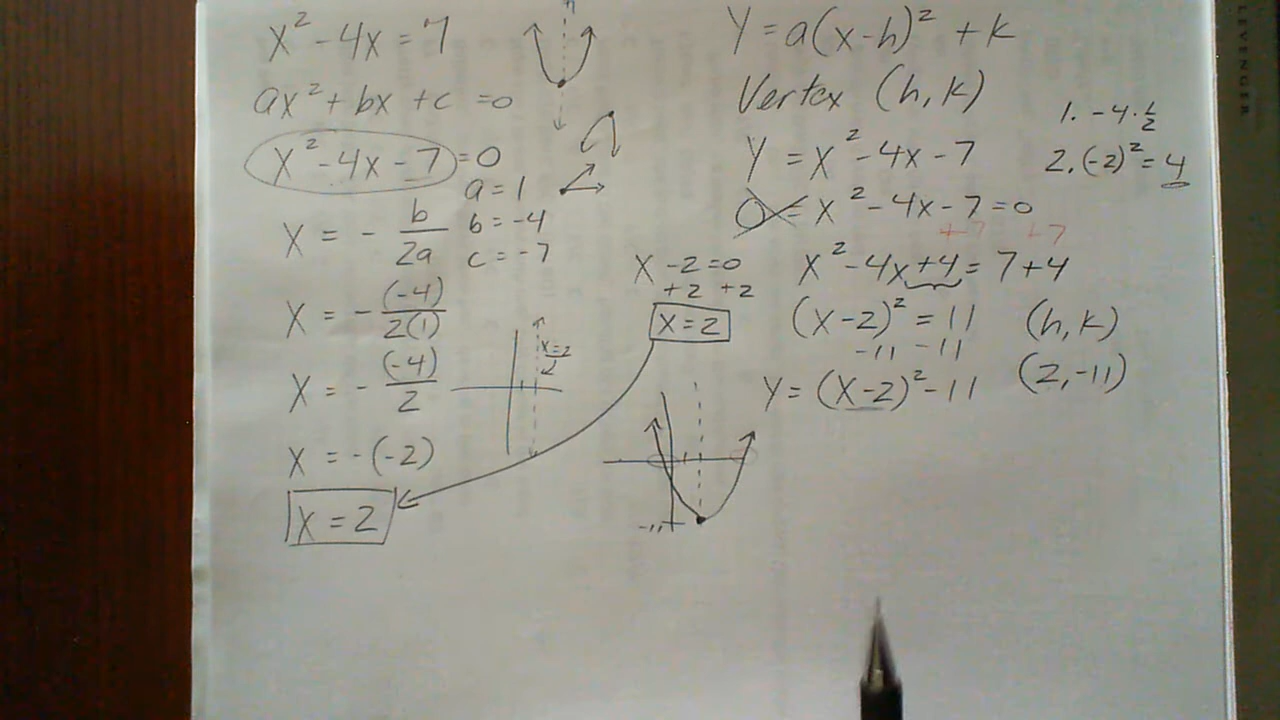 x² - 4x = 7
ax² + bx + c = 0
x² - 4x - 7 = 0
a = 1
x = - b/2a
b = -4
c = -7
x = - (-4)/2(1)
x = - (-4)/2
x = -(-2)
x = 2
x = 2
Y = a(x-h)² + k
Vertex (h, k)
Y = x² - 4x - 7
0 = x² - 4x - 7 = 0
+7 +7
x² - 4x + 4 = 7 + 4
(x-2)² = 11
-11 -11
Y = (x-2)² - 11
(h, k)
(2, -11)
1. -4 · 1/2
2. (-2)² = 4
x - 2 = 0
+2 +2
x = 2
-11
LEVENGER